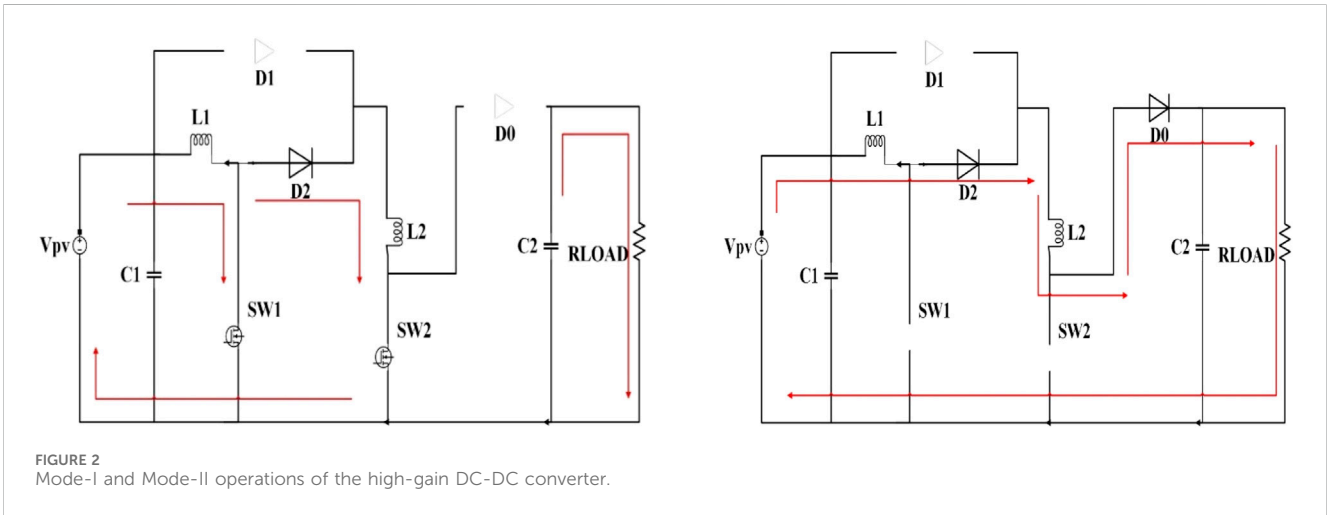 D1
L1
D0
D2
Vpv
L2
C2
RLOAD
C1
SW1
SW2
D1
L1
D0
D2
L2
Vpv
C2
RLOAD
C1
SW1
SW2
FIGURE 2
Mode-I and Mode-II operations of the high-gain DC-DC converter.